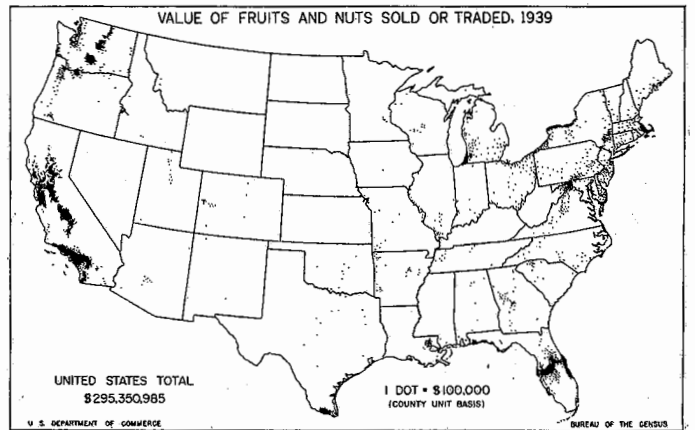 VALUE OF FRUITS AND NUTS SOLD OR TRADED, 1939
UNITED STATES TOTAL
$295,350,985
1 DOT = $100,000
(COUNTY UNIT BASIS)
U S. DEPARTMENT OF COMMERCE
BUREAU OF THE CENSUS